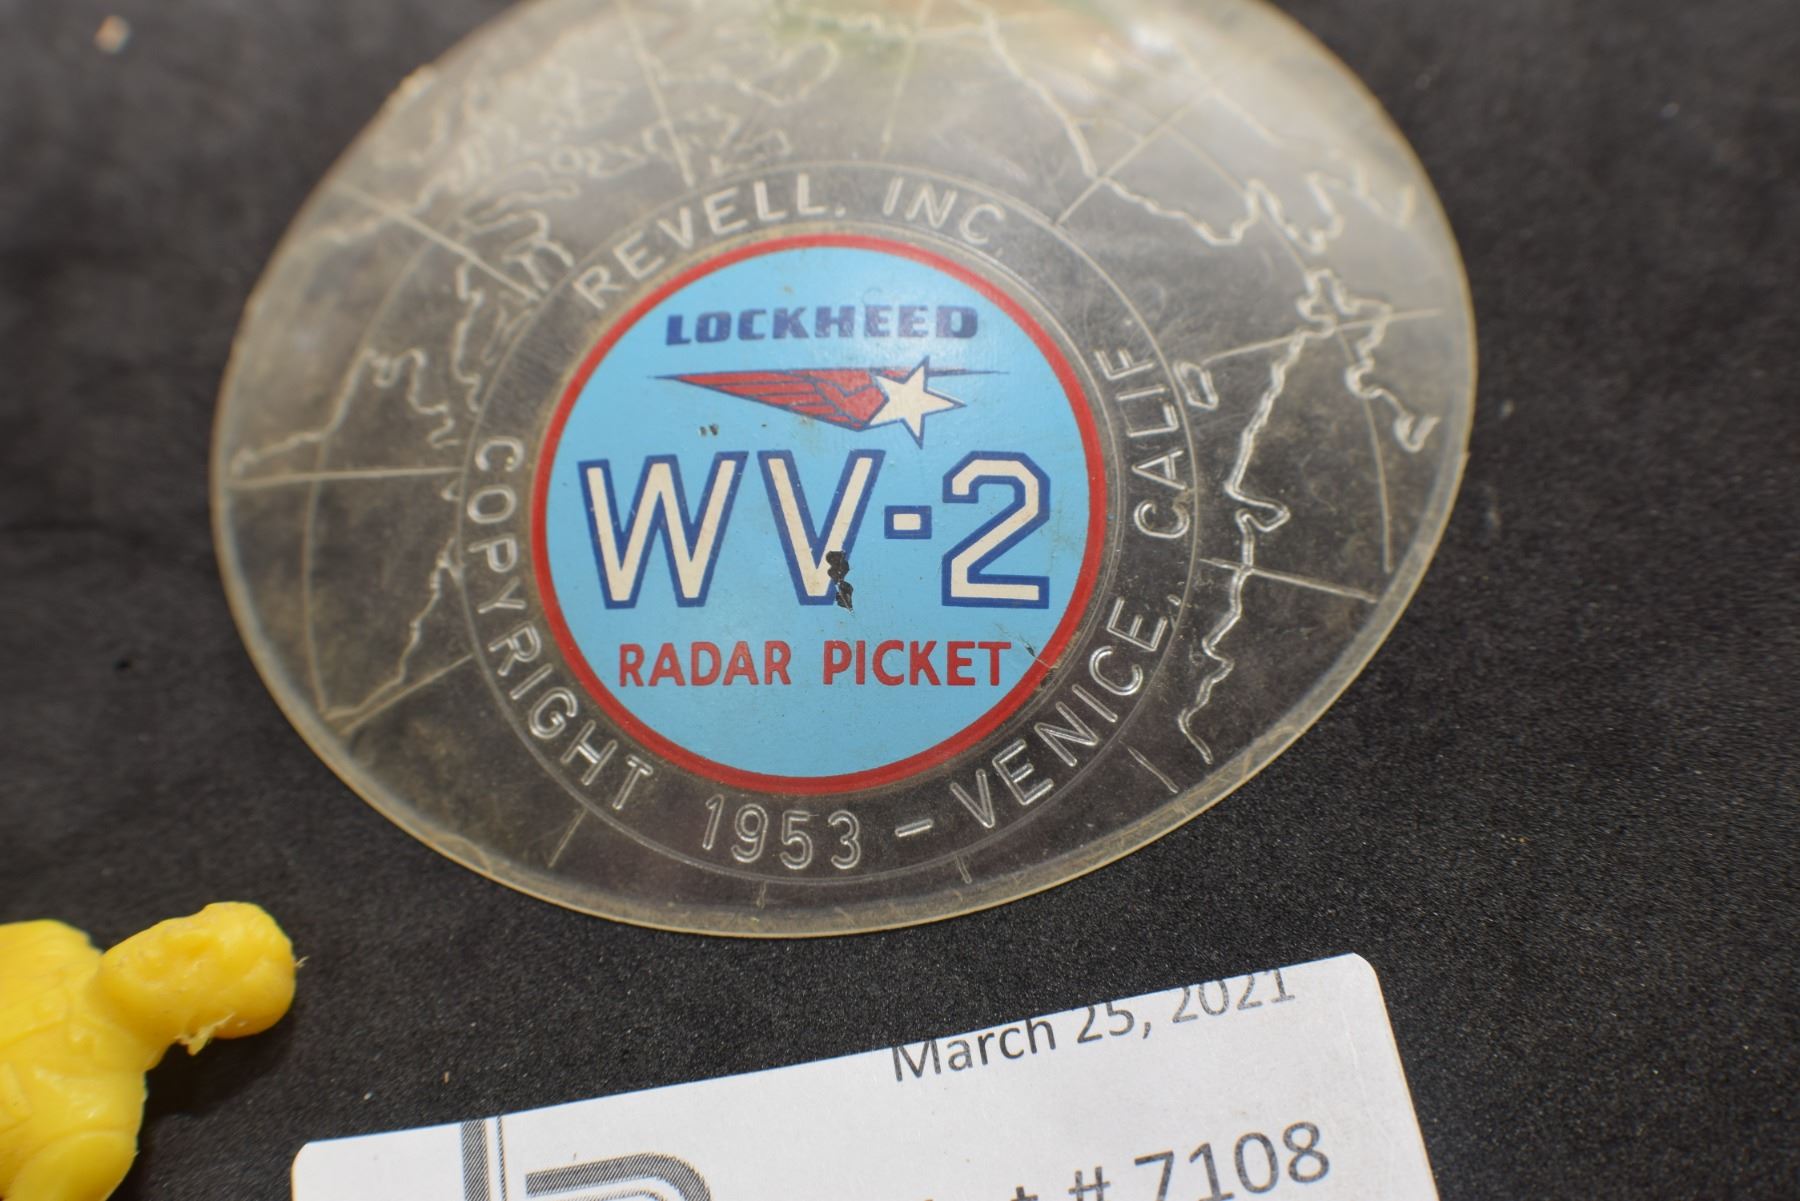 REVELL, INC.
COPYRIGHT 1953 – VENICE, CALIF
LOCKHEED
WV-2
RADAR PICKET
March 25, 2021
# 7108